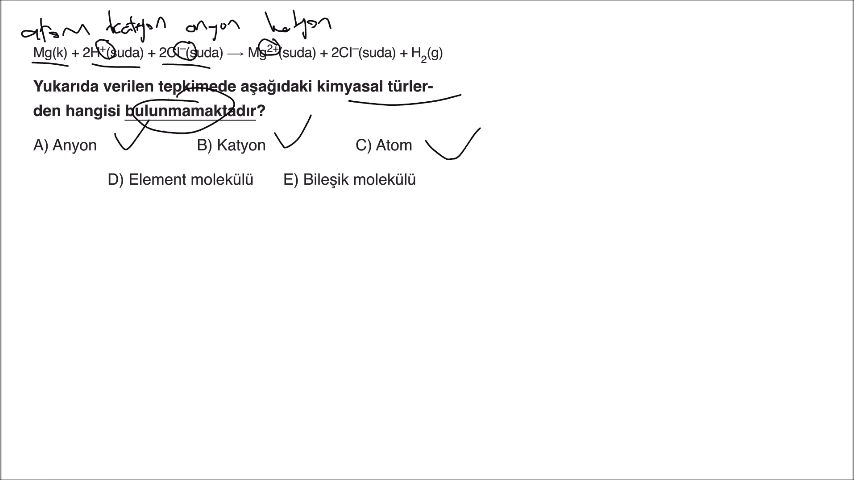 atom katyon anyon katyon
Mg(k) + 2H⁺(suda) + 2Cl⁻(suda) → Mg²⁺(suda) + 2Cl⁻(suda) + H₂(g)
Yukarıda verilen tepkimede aşağıdaki kimyasal türler-
den hangisi bulunmamaktadır?
A) Anyon B) Katyon C) Atom
D) Element molekülü E) Bileşik molekülü